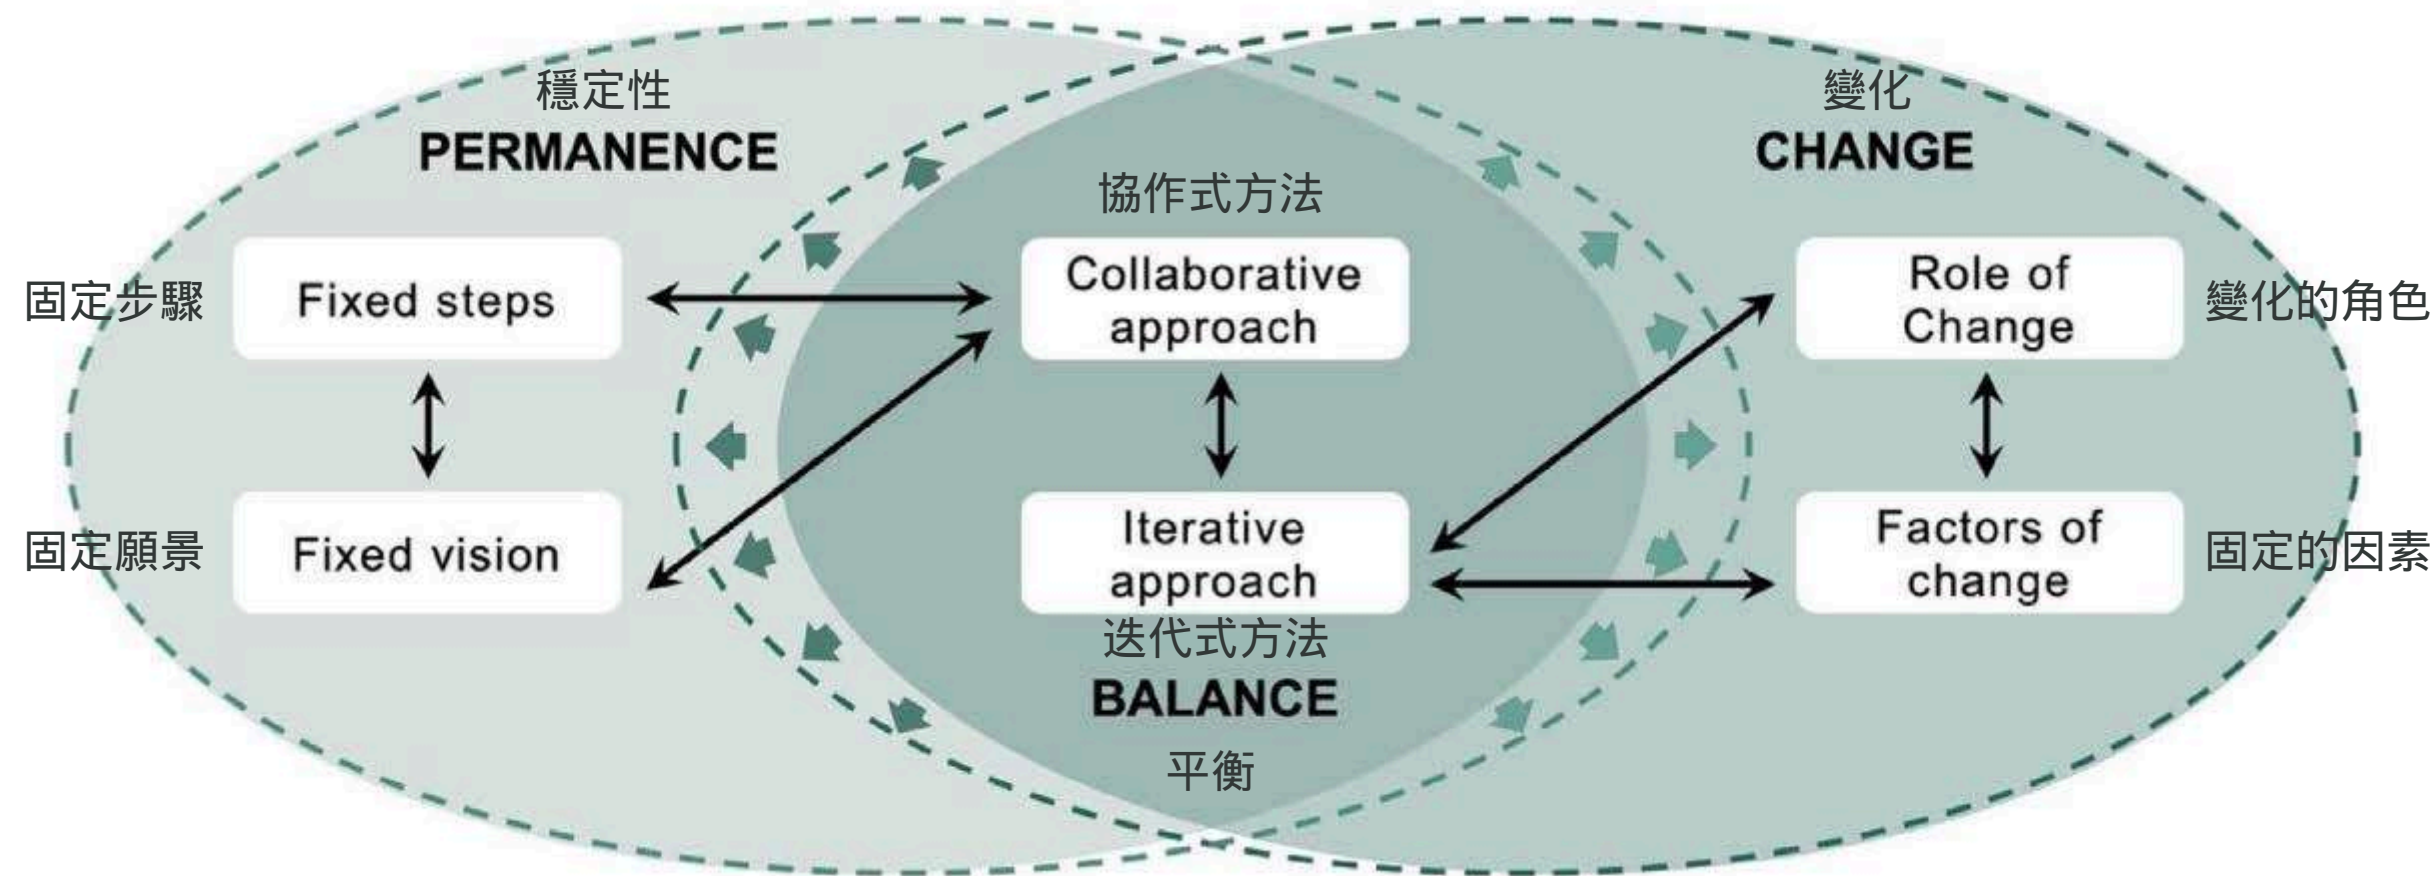 穩定性
PERMANENCE
固定步驟
Fixed steps
固定願景
Fixed vision
協作式方法
Collaborative
approach
Iterative
approach
迭代式方法
BALANCE
平衡
變化
CHANGE
Role of
Change
變化的角色
Factors of
change
固定的因素